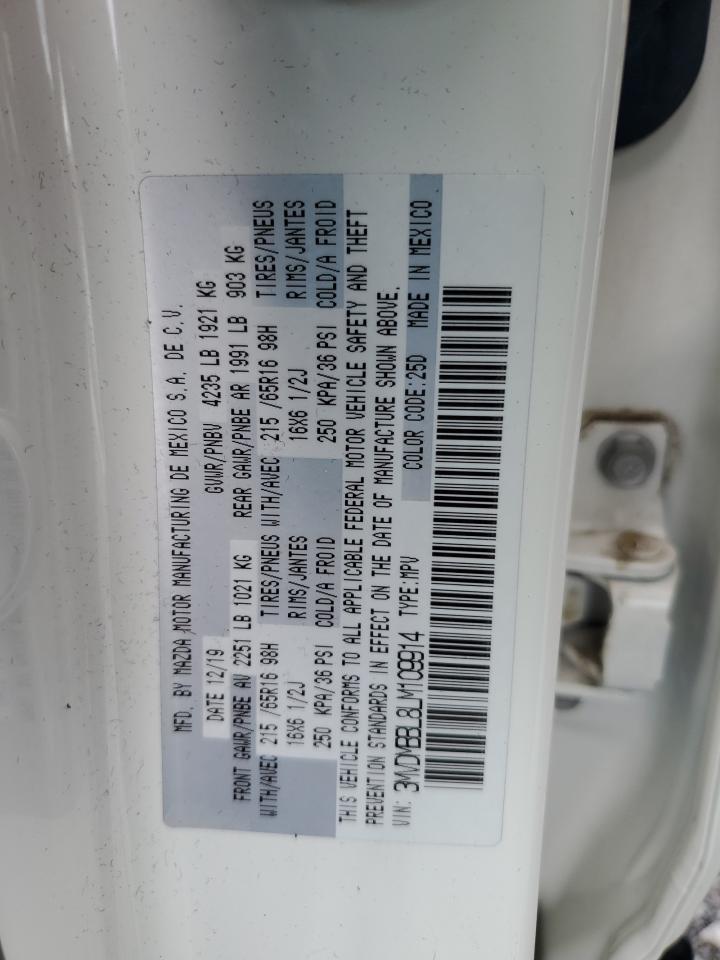 MFD. BY MAZDA MOTOR MANUFACTURING DE MEXICO S.A. DE C.V.
DATE 12/19 GVWR/PNBV 4235 LB 1921 KG
FRONT GAWR/PNBE AV 2251 LB 1021 KG REAR GAWR/PNBE AR 1991 LB 903 KG
WITH/AVEC 215 /65R16 98H TIRES/PNEUS WITH/AVEC 215 /65R16 98H TIRES/PNEUS
16X6 1/2J RIMS/JANTES 16X6 1/2J RIMS/JANTES
250 KPA/36 PSI COLD/A FROID 250 KPA/36 PSI COLD/A FROID
THIS VEHICLE CONFORMS TO ALL APPLICABLE FEDERAL MOTOR VEHICLE SAFETY AND THEFT
PREVENTION STANDARDS IN EFFECT ON THE DATE OF MANUFACTURE SHOWN ABOVE.
VIN: 3MVDMBBL8LM109914 TYPE:MPV COLOR CODE:25D MADE IN MEXICO